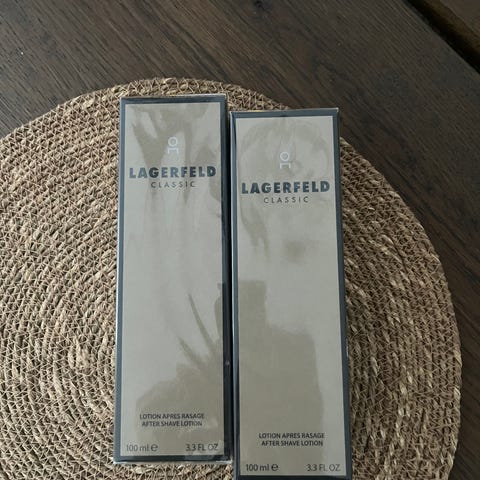 LAGERFELD
CLASSIC
LOTION APRES RASAGE
AFTER SHAVE LOTION
100 ml e 3.3 FL OZ
LAGERFELD
CLASSIC
LOTION APRES RASAGE
AFTER SHAVE LOTION
100 ml e 3.3 FL OZ